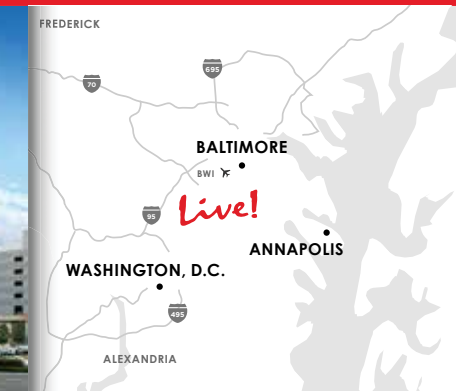 FREDERICK
695
70
BALTIMORE
BWI
Live!
95
ANNAPOLIS
WASHINGTON, D.C.
495
ALEXANDRIA